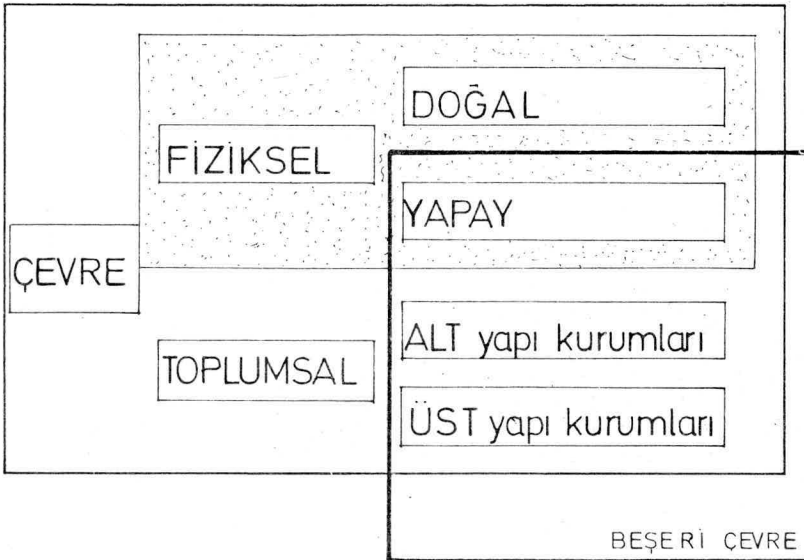 DOĞAL
FİZİKSEL
YAPAY
ÇEVRE
ALT yapı kurumları
TOPLUMSAL
ÜST yapı kurumları
BEŞERİ ÇEVRE